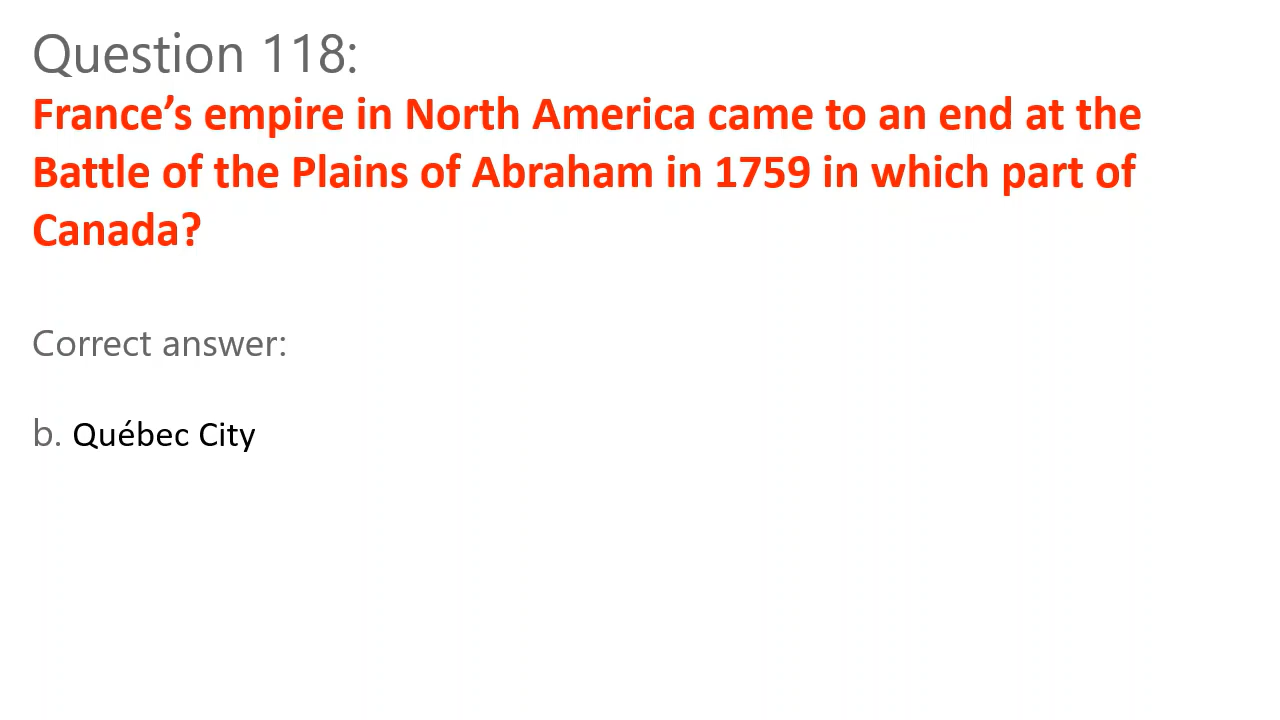 Question 118:
France’s empire in North America came to an end at the
Battle of the Plains of Abraham in 1759 in which part of
Canada?
Correct answer:
b. Québec City